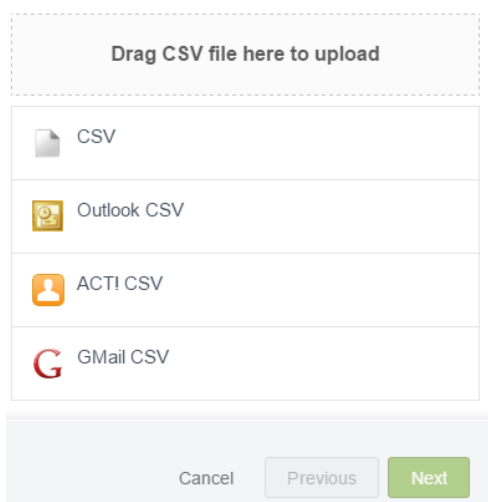 Drag CSV file here to upload
CSV
Outlook CSV
ACT! CSV
GMail CSV
Cancel Previous Next